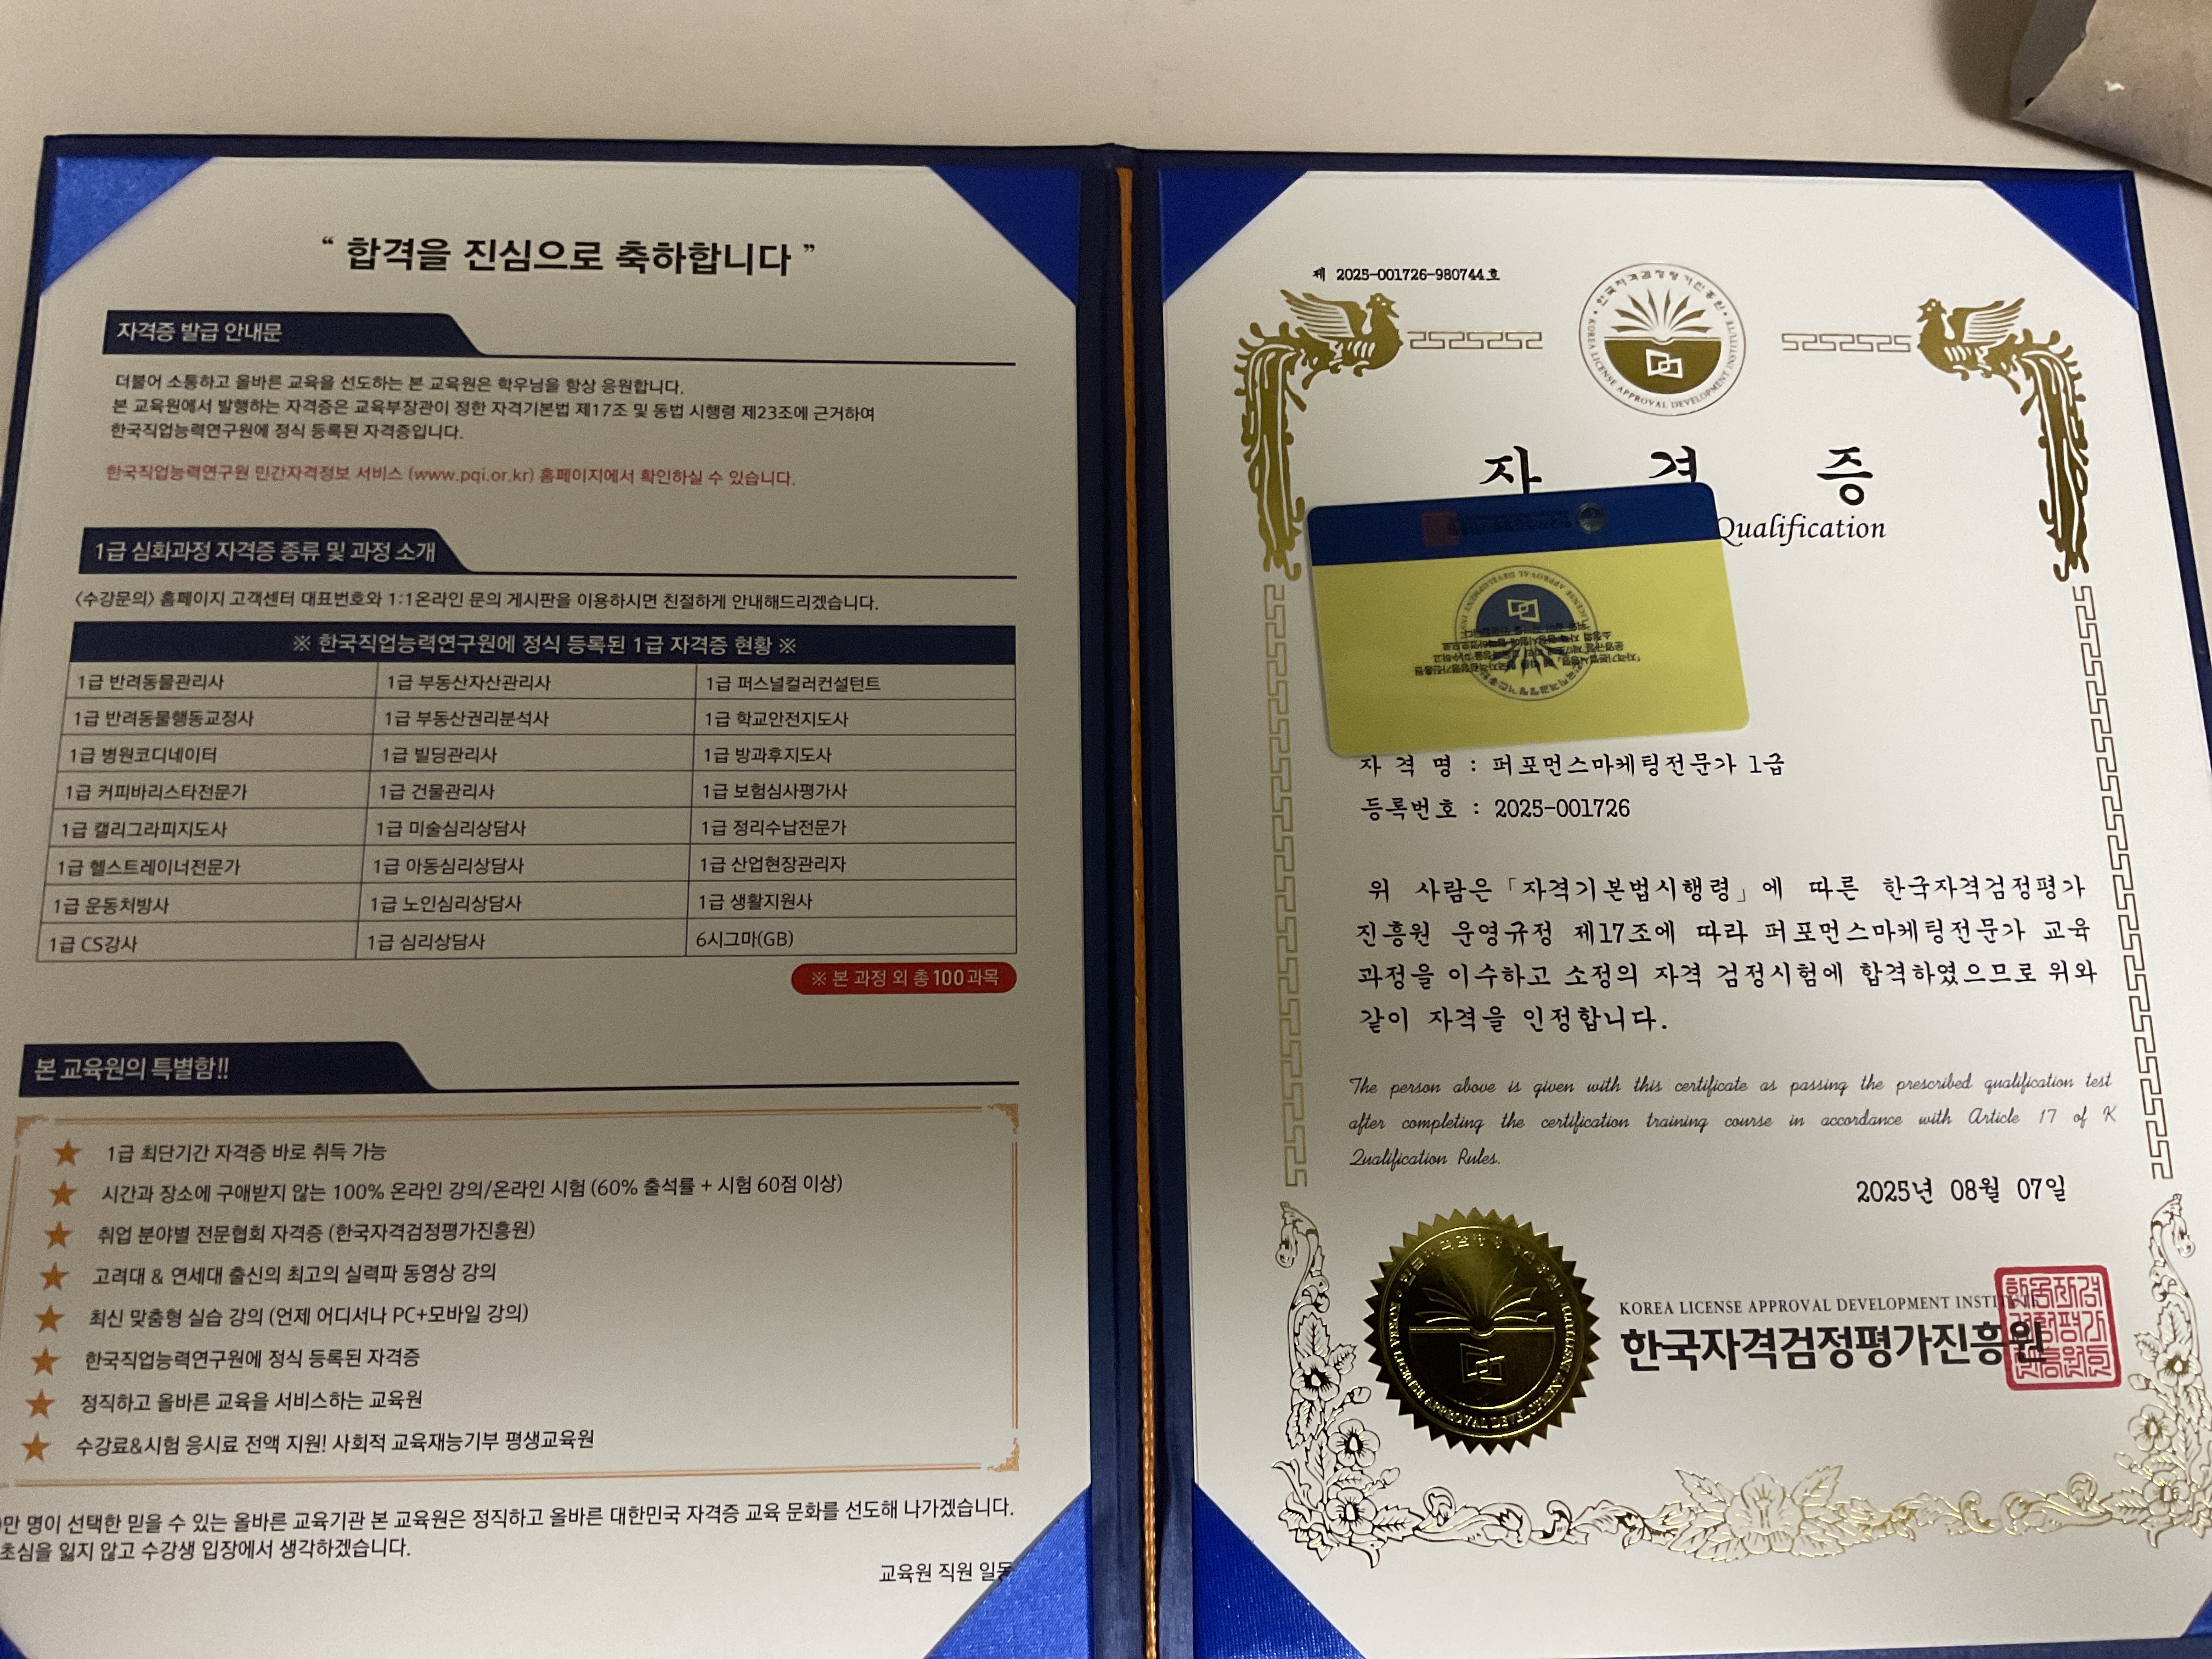 “ 합격을 진심으로 축하합니다 ”
자격증 발급 안내문
더불어 소통하고 올바른 교육을 선도하는 본 교육원은 학우님을 항상 응원합니다.
본 교육원에서 발행하는 자격증은 교육부장관이 정한 자격기본법 제17조 및 동법 시행령 제23조에 근거하여
한국직업능력연구원에 정식 등록된 자격증입니다.
한국직업능력연구원 민간자격정보 서비스 (www.pqi.or.kr) 홈페이지에서 확인하실 수 있습니다.
1급 심화과정 자격증 종류 및 과정 소개
<수강문의> 홈페이지 고객센터 대표번호와 1:1온라인 문의 게시판을 이용하시면 친절하게 안내해드리겠습니다.
※ 한국직업능력연구원에 정식 등록된 1급 자격증 현황 ※
1급 반려동물관리사 1급 부동산자산관리사 1급 퍼스널컬러컨설턴트
1급 반려동물행동교정사 1급 부동산권리분석사 1급 학교안전지도사
1급 병원코디네이터 1급 빌딩관리사 1급 방과후지도사
1급 커피바리스타전문가 1급 건물관리사 1급 보험심사평가사
1급 캘리그라피지도사 1급 미술심리상담사 1급 정리수납전문가
1급 헬스트레이너전문가 1급 아동심리상담사 1급 산업현장관리자
1급 운동처방사 1급 노인심리상담사 1급 생활지원사
1급 CS강사 1급 심리상담사 6시그마(GB)
※ 본 과정 외 총 100과목
본 교육원의 특별함!!
1급 최단기간 자격증 바로 취득 가능
시간과 장소에 구애받지 않는 100% 온라인 강의/온라인 시험 (60% 출석률 + 시험 60점 이상)
취업 분야별 전문협회 자격증 (한국자격검정평가진흥원)
고려대 & 연세대 출신의 최고의 실력파 동영상 강의
최신 맞춤형 실습 강의 (언제 어디서나 PC+모바일 강의)
한국직업능력연구원에 정식 등록된 자격증
정직하고 올바른 교육을 서비스하는 교육원
수강료&시험 응시료 전액 지원! 사회적 교육재능기부 평생교육원
만 명이 선택한 믿을 수 있는 올바른 교육기관 본 교육원은 정직하고 올바른 대한민국 자격증 교육 문화를 선도해 나가겠습니다.
초심을 잃지 않고 수강생 입장에서 생각하겠습니다.
교육원 직원 일동
제 2025-001726-980744호
한국자격검정평가진흥원
KOREA LICENSE APPROVAL DEVELOPMENT INSTITUTE
자 격 증
Qualification
자 격 명 : 퍼포먼스마케팅전문가 1급
등록번호 : 2025-001726
위 사람은 「자격기본법시행령」에 따른 한국자격검정평가
진흥원 운영규정 제17조에 따라 퍼포먼스마케팅전문가 교육
과정을 이수하고 소정의 자격 검정시험에 합격하였으므로 위와
같이 자격을 인정합니다.
The person above is given with this certificate as passing the prescribed qualification test
after completing the certification training course in accordance with Article 17 of K
Qualification Rules.
2025년 08월 07일
KOREA LICENSE APPROVAL DEVELOPMENT INSTITUTE
한국자격검정평가진흥원
KOREA LICENSE APPROVAL DEVELOPMENT INSTITUTE